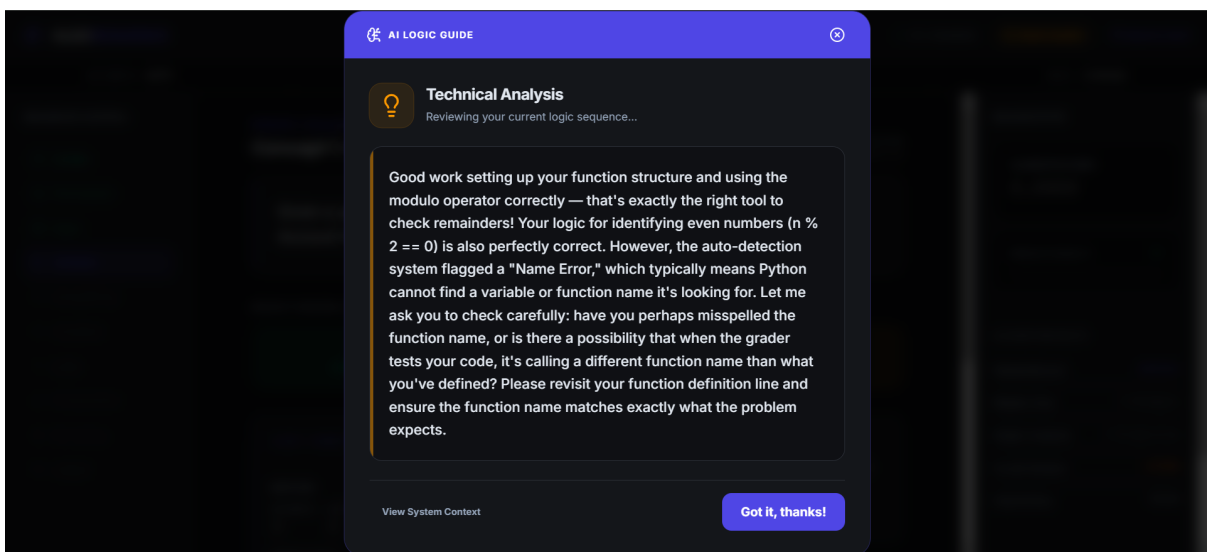 AI LOGIC GUIDE
Technical Analysis
Reviewing your current logic sequence...
Good work setting up your function structure and using the
modulo operator correctly — that's exactly the right tool to
check remainders! Your logic for identifying even numbers (n %
2 == 0) is also perfectly correct. However, the auto-detection
system flagged a "Name Error," which typically means Python
cannot find a variable or function name it's looking for. Let me
ask you to check carefully: have you perhaps misspelled the
function name, or is there a possibility that when the grader
tests your code, it's calling a different function name than what
you've defined? Please revisit your function definition line and
ensure the function name matches exactly what the problem
expects.
View System Context
Got it, thanks!